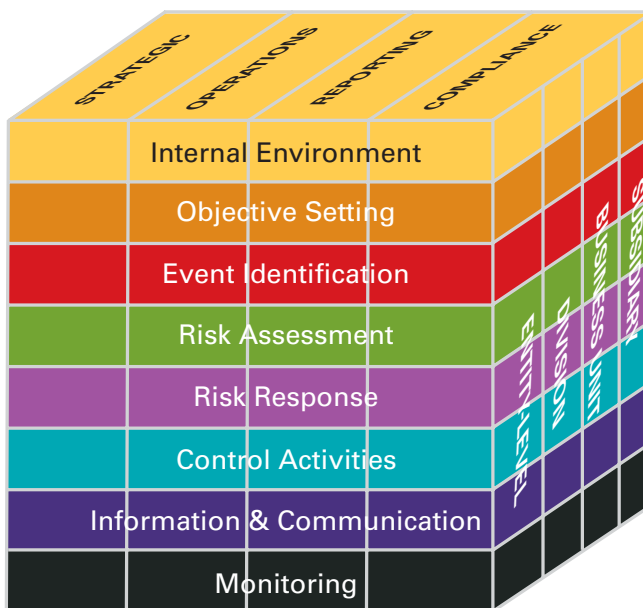 STRATEGIC
OPERATIONS
REPORTING
COMPLIANCE
Internal Environment
Objective Setting
Event Identification
Risk Assessment
Risk Response
Control Activities
Information & Communication
Monitoring
ENTITY-LEVEL
DIVISION
BUSINESS UNIT
SUBSIDIARY